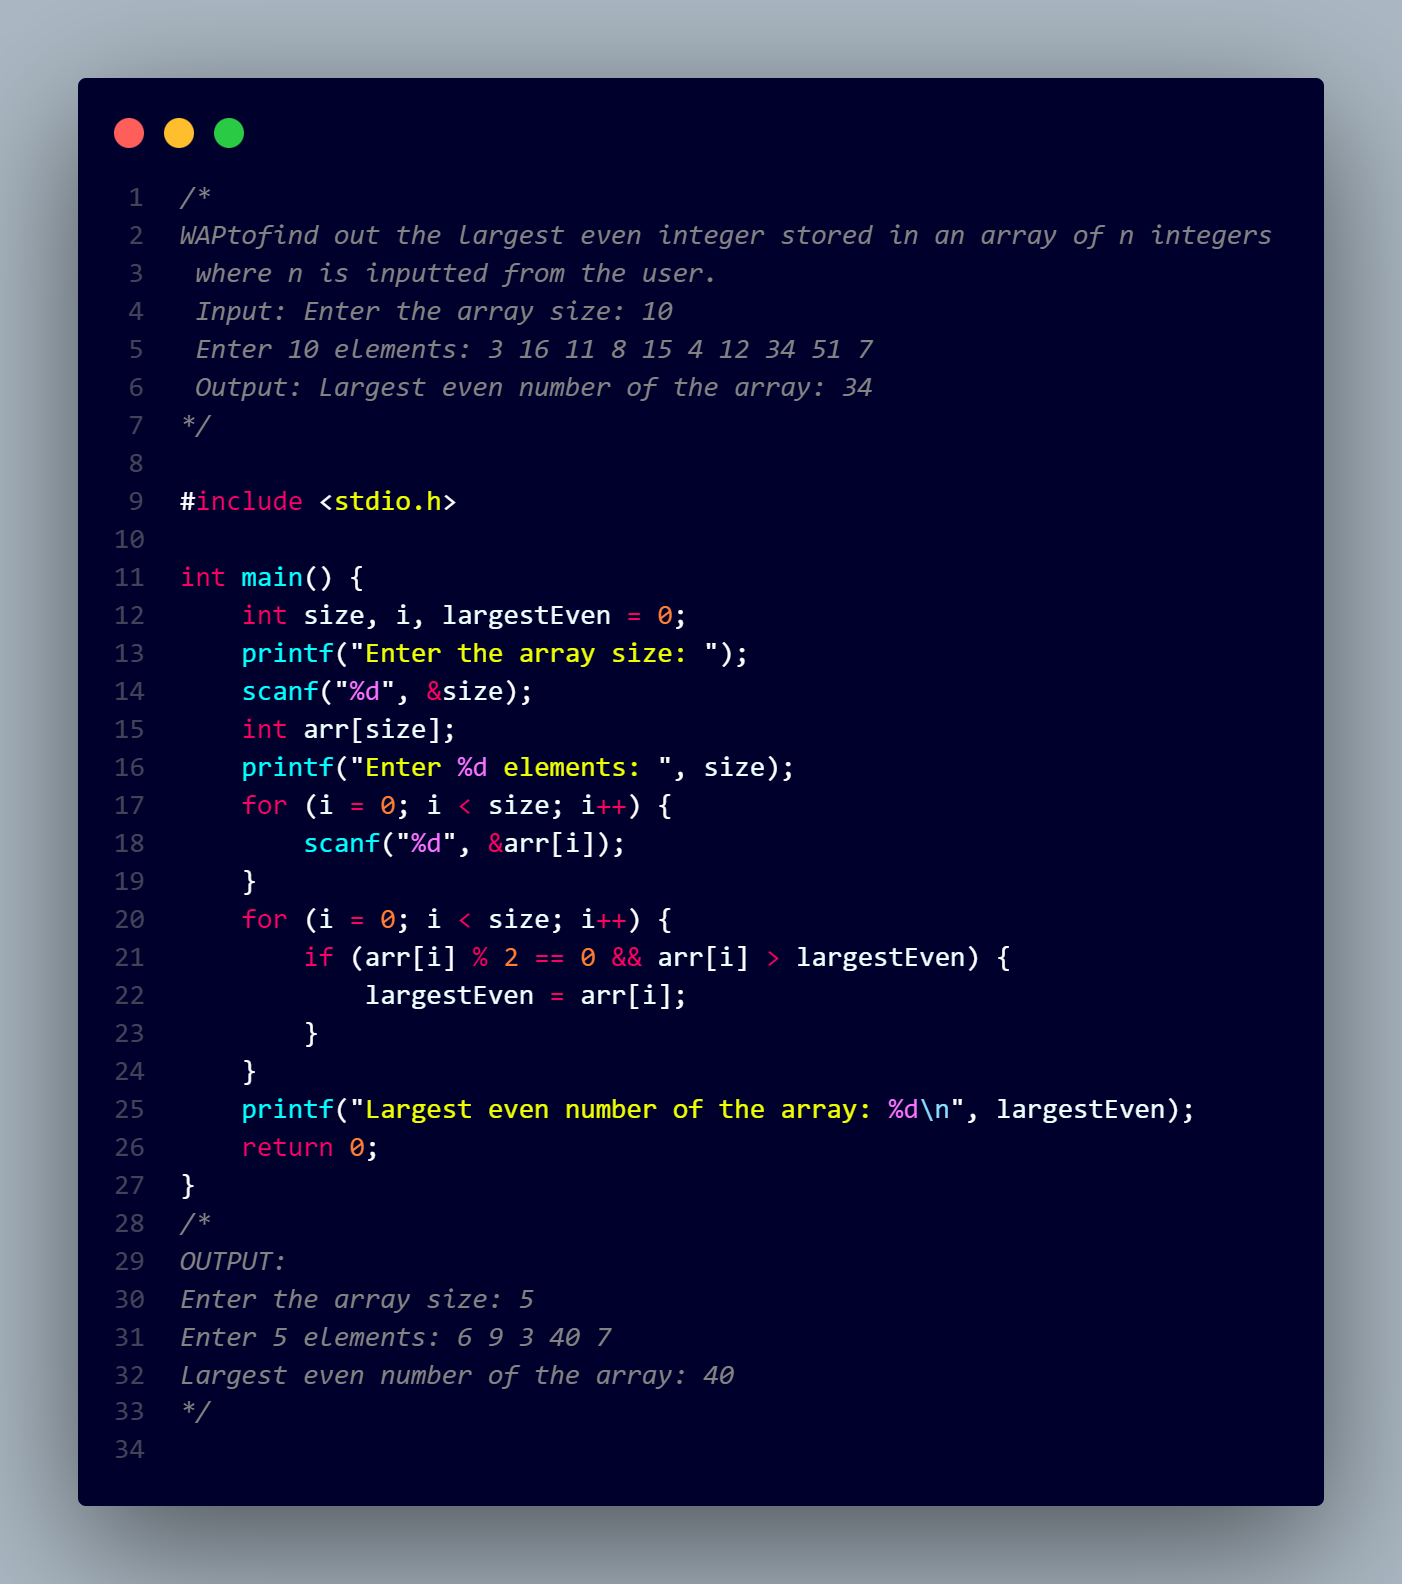 1 /*
2 WAPtofind out the largest even integer stored in an array of n integers
3  where n is inputted from the user.
4  Input: Enter the array size: 10
5  Enter 10 elements: 3 16 11 8 15 4 12 34 51 7
6  Output: Largest even number of the array: 34
7 */
8
9 #include <stdio.h>
10
11 int main() {
12     int size, i, largestEven = 0;
13     printf("Enter the array size: ");
14     scanf("%d", &size);
15     int arr[size];
16     printf("Enter %d elements: ", size);
17     for (i = 0; i < size; i++) {
18         scanf("%d", &arr[i]);
19     }
20     for (i = 0; i < size; i++) {
21         if (arr[i] % 2 == 0 && arr[i] > largestEven) {
22             largestEven = arr[i];
23         }
24     }
25     printf("Largest even number of the array: %d\n", largestEven);
26     return 0;
27 }
28 /*
29 OUTPUT:
30 Enter the array size: 5
31 Enter 5 elements: 6 9 3 40 7
32 Largest even number of the array: 40
33 */
34